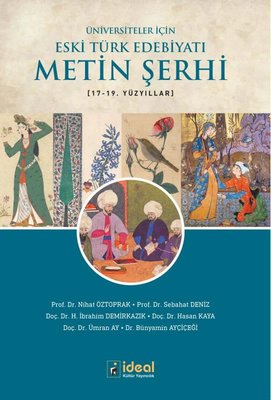 ÜNİVERSİTELER İÇİN
ESKİ TÜRK EDEBİYATI
METİN ŞERHİ
[17-19. YÜZYILLAR]
Prof. Dr. Nihat ÖZTOPRAK • Prof. Dr. Sebahat DENİZ
Doç. Dr. H. İbrahim DEMİRKAZIK • Doç. Dr. Hasan KAYA
Doç. Dr. Ümran AY • Dr. Bünyamin AYÇİÇEĞİ
ideal
Kültür Yayıncılık